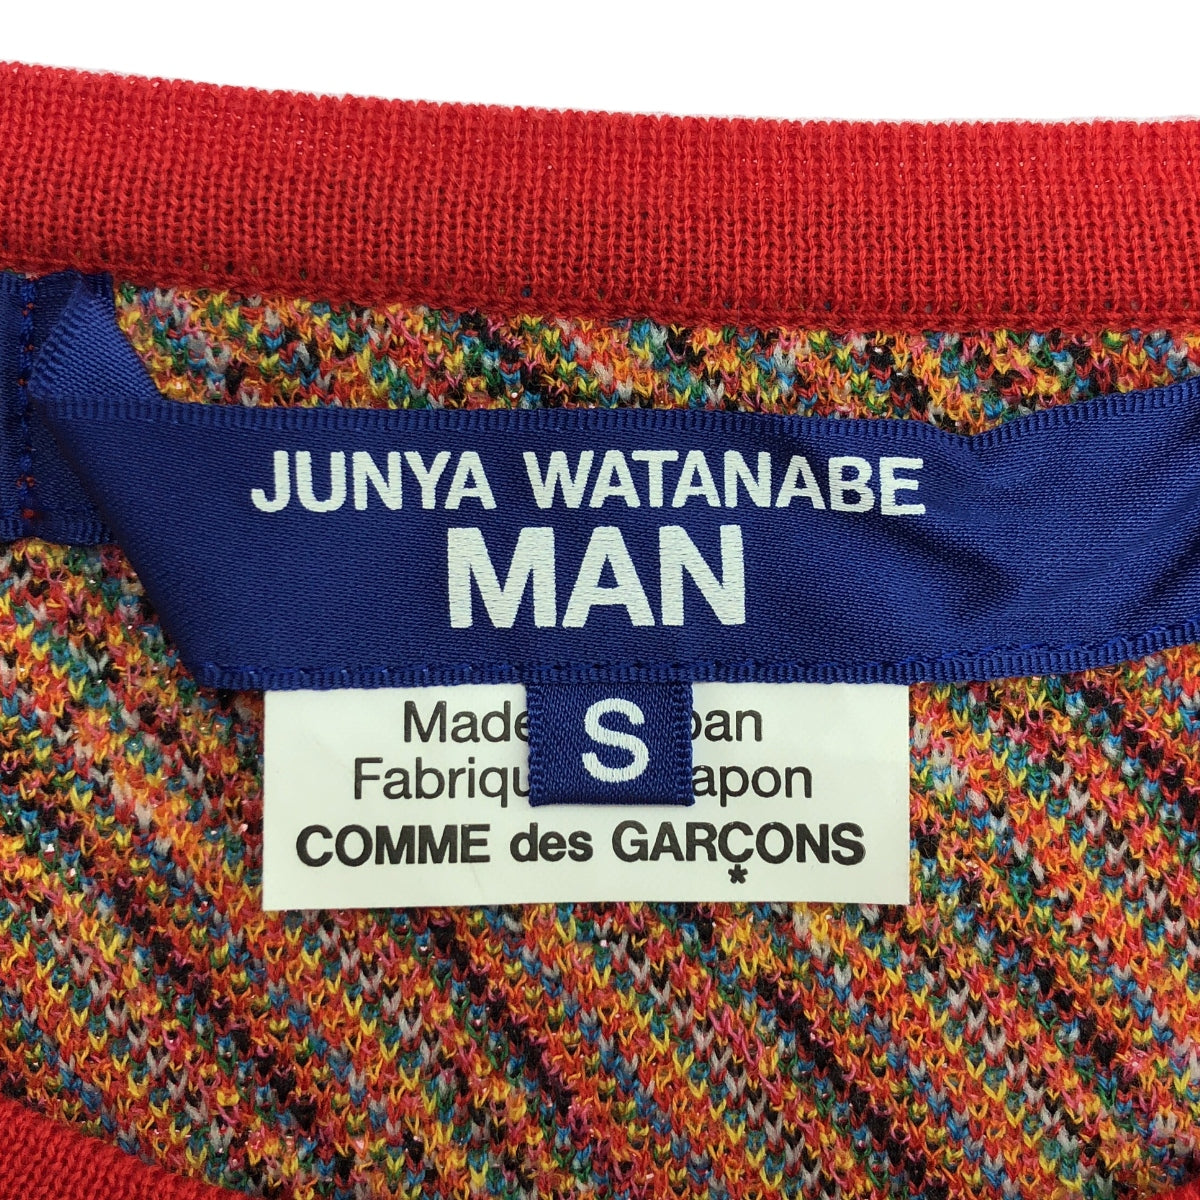 JUNYA WATANABE
MAN
S
Made pan
Fabriqu apon
COMME des GARÇONS
*